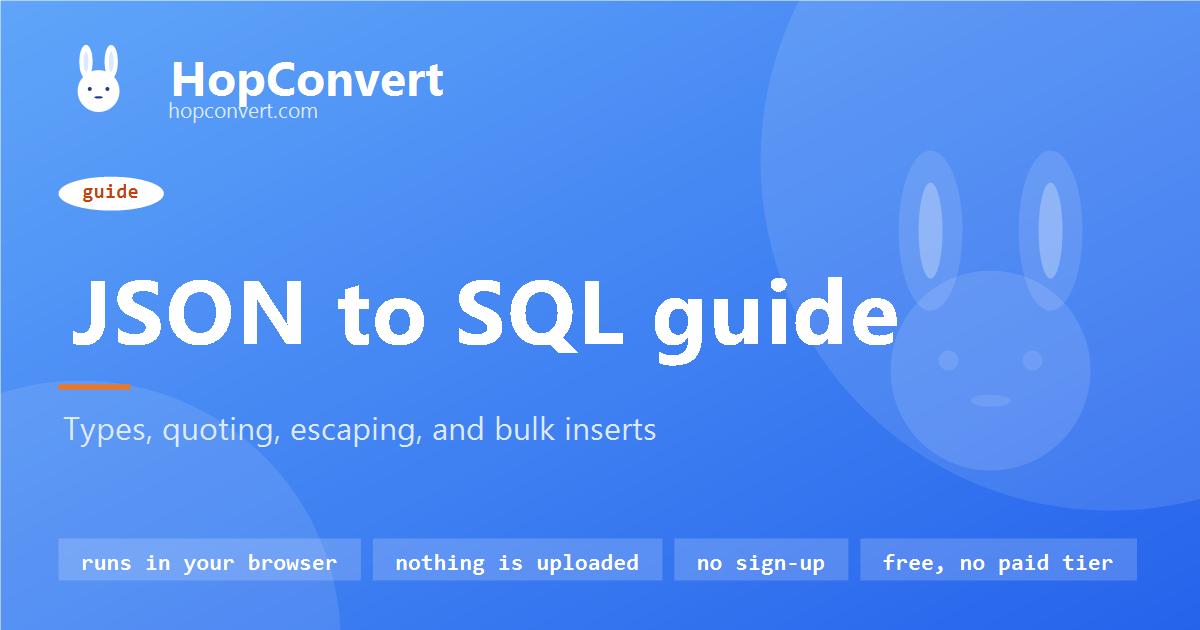 HopConvert
hopconvert.com
guide
JSON to SQL guide
Types, quoting, escaping, and bulk inserts
runs in your browser
nothing is uploaded
no sign-up
free, no paid tier